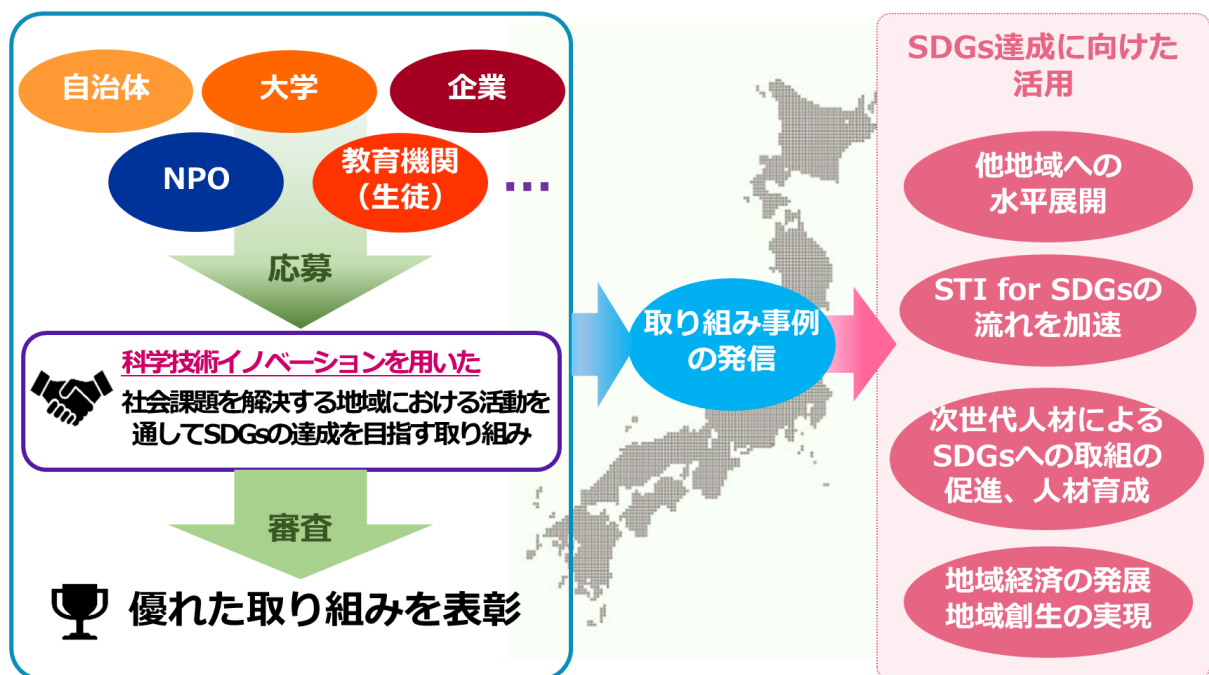 自治体
大学
企業
NPO
教育機関
（生徒）
…
応募
科学技術イノベーションを用いた
社会課題を解決する地域における活動を
通してSDGsの達成を目指す取り組み
審査
優れた取り組みを表彰
取り組み事例
の発信
SDGs達成に向けた
活用
他地域への
水平展開
STI for SDGsの
流れを加速
次世代人材による
SDGsへの取組の
促進、人材育成
地域経済の発展
地域創生の実現